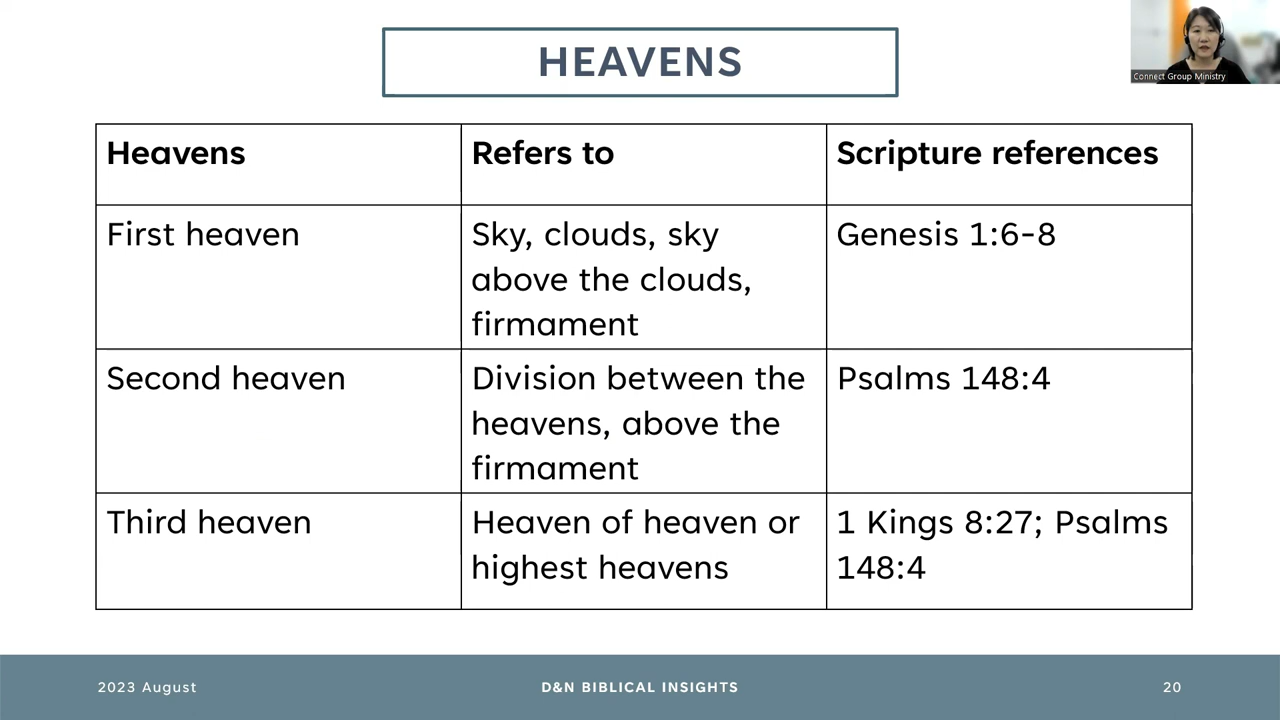 HEAVENS
Connect Group Ministry
Heavens
Refers to
Scripture references
First heaven
Sky, clouds, sky
above the clouds,
firmament
Genesis 1:6-8
Second heaven
Division between the
heavens, above the
firmament
Psalms 148:4
Third heaven
Heaven of heaven or
highest heavens
1 Kings 8:27; Psalms
148:4
2023 August
D&N BIBLICAL INSIGHTS
20